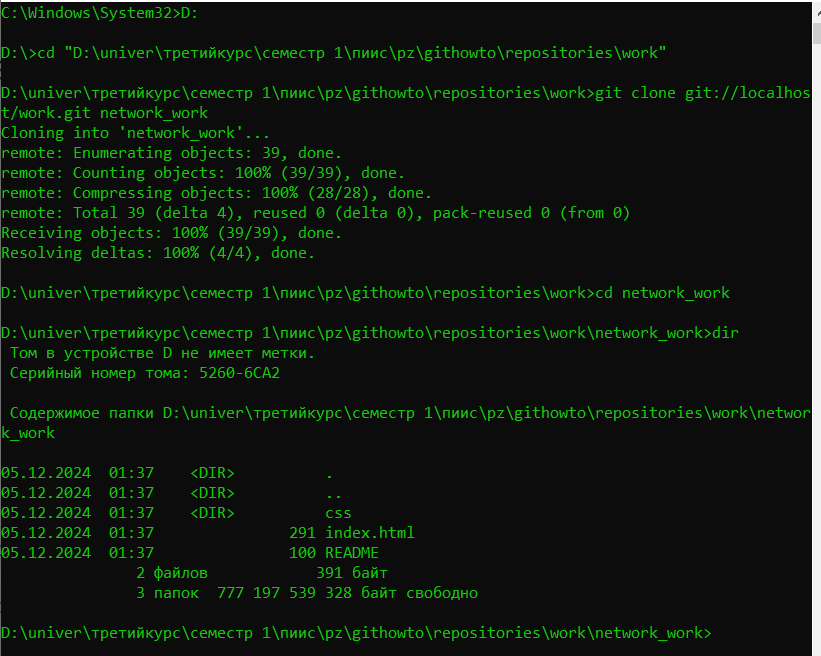 C:\Windows\System32>D:
D:\>cd "D:\univer\третийкурс\семестр 1\пиис\pz\githowto\repositories\work"
D:\univer\третийкурс\семестр 1\пиис\pz\githowto\repositories\work>git clone git://localhos
t/work.git network_work
Cloning into 'network_work'...
remote: Enumerating objects: 39, done.
remote: Counting objects: 100% (39/39), done.
remote: Compressing objects: 100% (28/28), done.
remote: Total 39 (delta 4), reused 0 (delta 0), pack-reused 0 (from 0)
Receiving objects: 100% (39/39), done.
Resolving deltas: 100% (4/4), done.
D:\univer\третийкурс\семестр 1\пиис\pz\githowto\repositories\work>cd network_work
D:\univer\третийкурс\семестр 1\пиис\pz\githowto\repositories\work\network_work>dir
Том в устройстве D не имеет метки.
Серийный номер тома: 5260-6CA2
Содержимое папки D:\univer\третийкурс\семестр 1\пиис\pz\githowto\repositories\work\networ
k_work
05.12.2024  01:37    <DIR>          .
05.12.2024  01:37    <DIR>          ..
05.12.2024  01:37    <DIR>          css
05.12.2024  01:37               291 index.html
05.12.2024  01:37               100 README
2 файлов            391 байт
3 папок  777 197 539 328 байт свободно
D:\univer\третийкурс\семестр 1\пиис\pz\githowto\repositories\work\network_work>